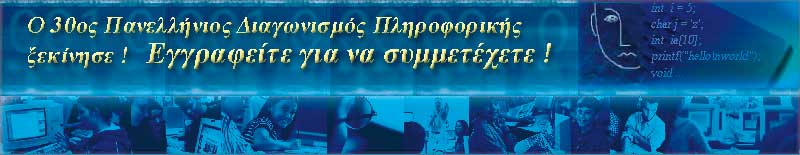 Ο 30ος Πανελλήνιος Διαγωνισμός Πληροφορικής
ξεκίνησε ! Εγγραφείτε για να συμμετέχετε !
int i = 5;
char j = 'z';
int ia[10];
printf("hello\nworld");
void